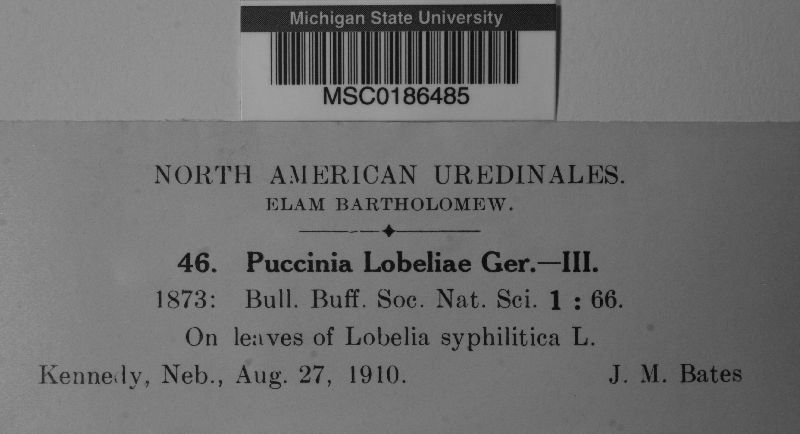 Michigan State University
MSC0186485
NORTH AMERICAN UREDINALES.
ELAM BARTHOLOMEW.
46. Puccinia Lobeliae Ger.—III.
1873: Bull. Buff. Soc. Nat. Sci. 1 : 66.
On leaves of Lobelia syphilitica L.
Kennedy, Neb., Aug. 27, 1910. J. M. Bates